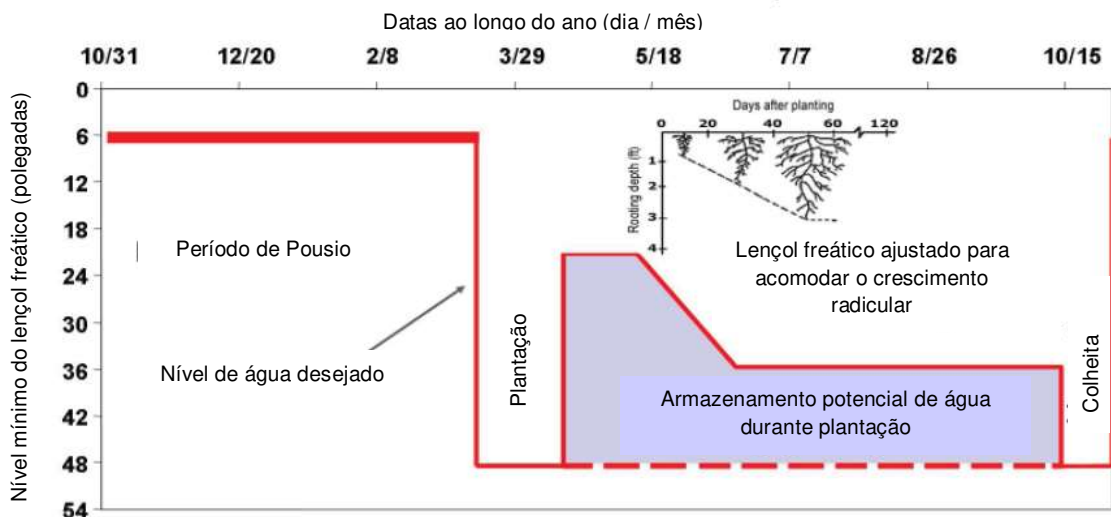 Datas ao longo do ano (dia / mês)
10/31 12/20 2/8 3/29 5/18 7/7 8/26 10/15
Nível mínimo do lençol freático (polegadas)
0
6
12
18
24
30
36
42
48
54
Days after planting
0 20 40 60 120
Rooting depth (ft)
1
2
3
4
Período de Pousio
Lençol freático ajustado para
acomodar o crescimento
radicular
Nível de água desejado
Plantação
Armazenamento potencial de água
durante plantação
Colheita